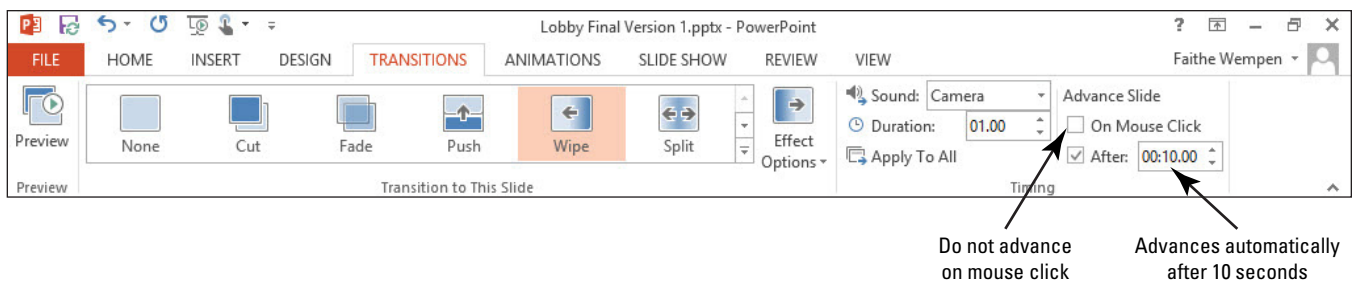 Lobby Final Version 1.pptx - PowerPoint ?
FILE HOME INSERT DESIGN TRANSITIONS ANIMATIONS SLIDE SHOW REVIEW VIEW Faithe Wempen
Preview
None Cut Fade Push Wipe Split
Effect
Options
Sound: Camera
Duration: 01.00
Apply To All
Advance Slide
On Mouse Click
After: 00:10.00
Preview Transition to This Slide Timing
Do not advance
on mouse click
Advances automatically
after 10 seconds